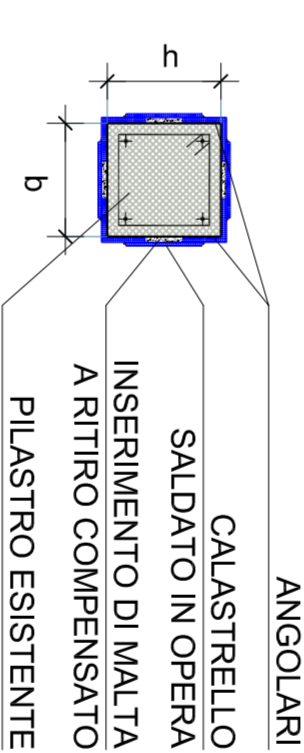 h
b
ANGOLARI
CALASTRELLO
SALDATO IN OPERA
INSERIMENTO DI MALTA
A RITIRO COMPENSATO
PILASTRO ESISTENTE